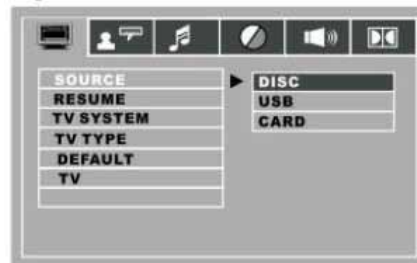 SOURCE
RESUME
TV SYSTEM
TV TYPE
DEFAULT
TV
DISC
USB
CARD